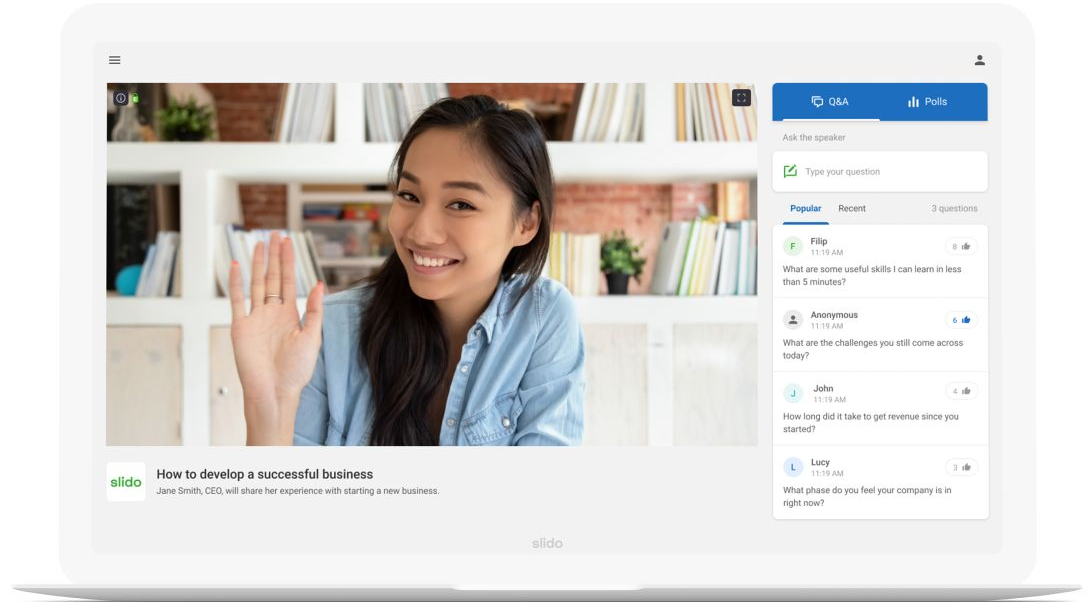 Q&A
Polls
Ask the speaker
Type your question
Popular
Recent
3 questions
F
Filip
11:19 AM
8
What are some useful skills I can learn in less
than 5 minutes?
Anonymous
11:19 AM
6
What are the challenges you still come across
today?
J
John
11:19 AM
4
How long did it take to get revenue since you
started?
L
Lucy
11:19 AM
3
What phase do you feel your company is in
right now?
slido
How to develop a successful business
Jane Smith, CEO, will share her experience with starting a new business.
slido